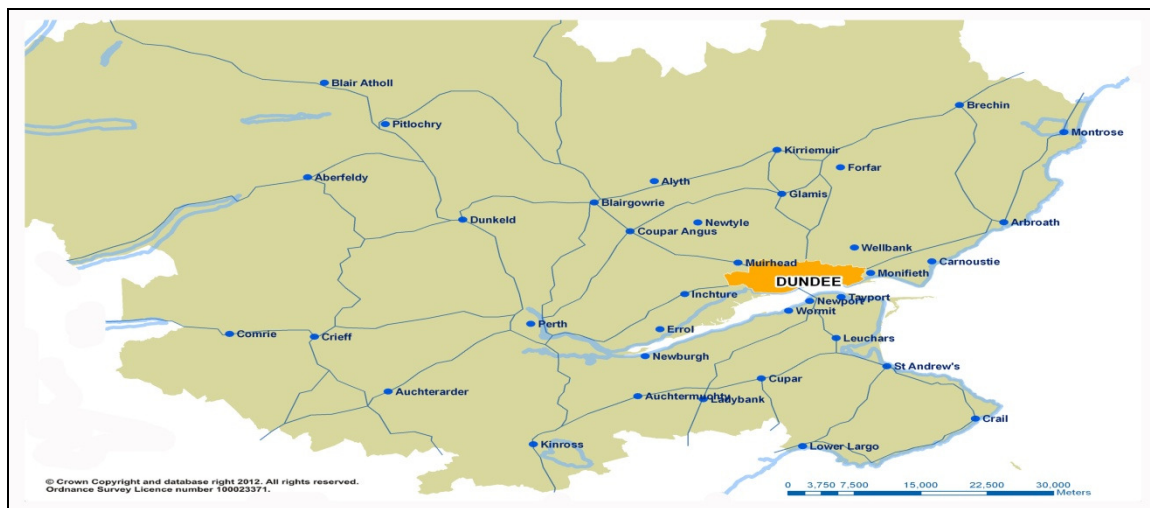 Blair Atholl
Brechin
Pitlochry
Montrose
Kirriemuir
Forfar
Aberfeldy
Alyth
Glamis
Blairgowrie
Dunkeld
Newtyle
Arbroath
Coupar Angus
Wellbank
Muirhead
Carnoustie
Monifieth
DUNDEE
Inchture
Tayport
Newport
Wormit
Perth
Errol
Comrie
Crieff
Leuchars
Newburgh
St Andrew's
Cupar
Auchterarder
Auchtermuchty
Ladybank
Crail
Kinross
Lower Largo
© Crown Copyright and database right 2012. All rights reserved.
Ordnance Survey Licence number 100023371.
0 3,750 7,500 15,000 22,500 30,000
Meters